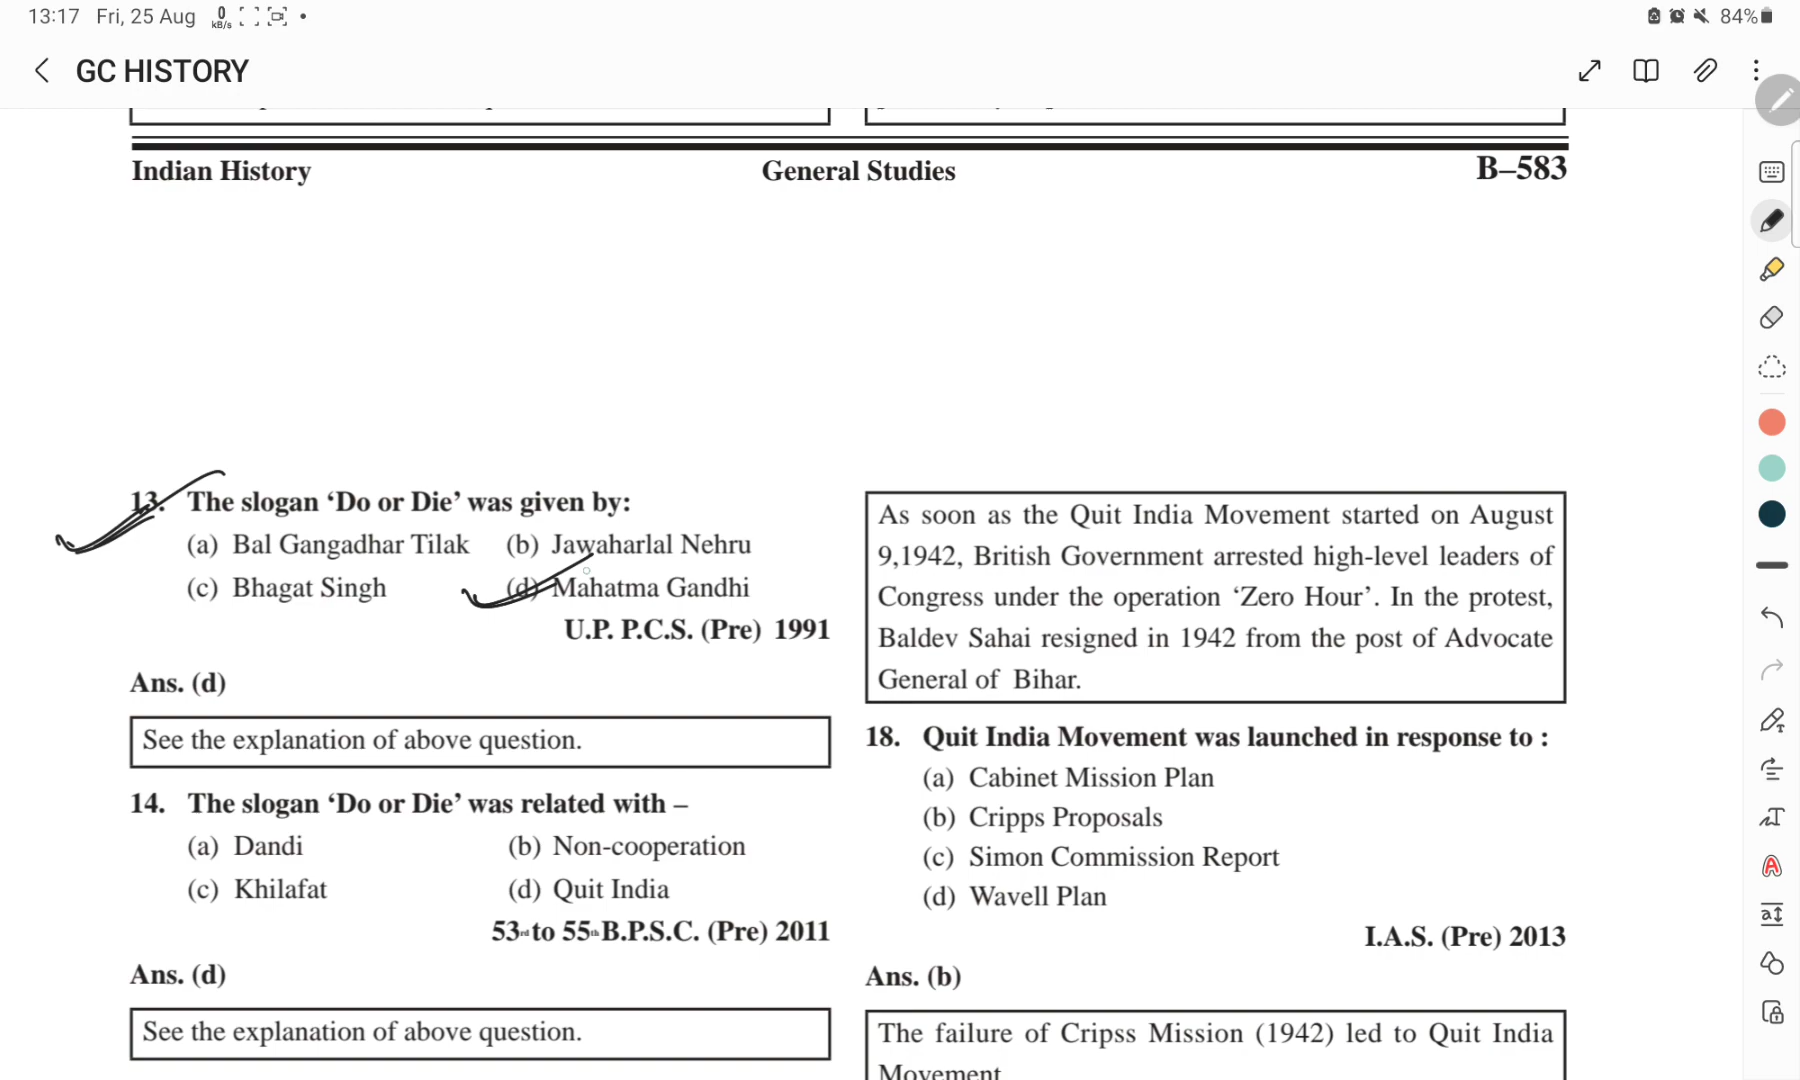 13:17 Fri, 25 Aug 0 kB/s 84%
GC HISTORY
Indian History General Studies B–583
13. The slogan ‘Do or Die’ was given by:
(a) Bal Gangadhar Tilak (b) Jawaharlal Nehru
(c) Bhagat Singh (d) Mahatma Gandhi
U.P. P.C.S. (Pre) 1991
Ans. (d)
See the explanation of above question.
14. The slogan ‘Do or Die’ was related with –
(a) Dandi (b) Non-cooperation
(c) Khilafat (d) Quit India
53rd to 55th B.P.S.C. (Pre) 2011
Ans. (d)
See the explanation of above question.
As soon as the Quit India Movement started on August
9,1942, British Government arrested high-level leaders of
Congress under the operation ‘Zero Hour’. In the protest,
Baldev Sahai resigned in 1942 from the post of Advocate
General of Bihar.
18. Quit India Movement was launched in response to :
(a) Cabinet Mission Plan
(b) Cripps Proposals
(c) Simon Commission Report
(d) Wavell Plan
I.A.S. (Pre) 2013
Ans. (b)
The failure of Cripss Mission (1942) led to Quit India
Movement